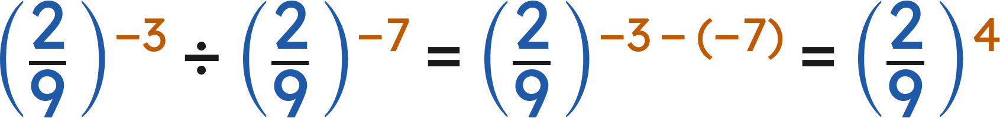 (2/9)^−3 ÷ (2/9)^−7 = (2/9)^−3 − (−7) = (2/9)^4